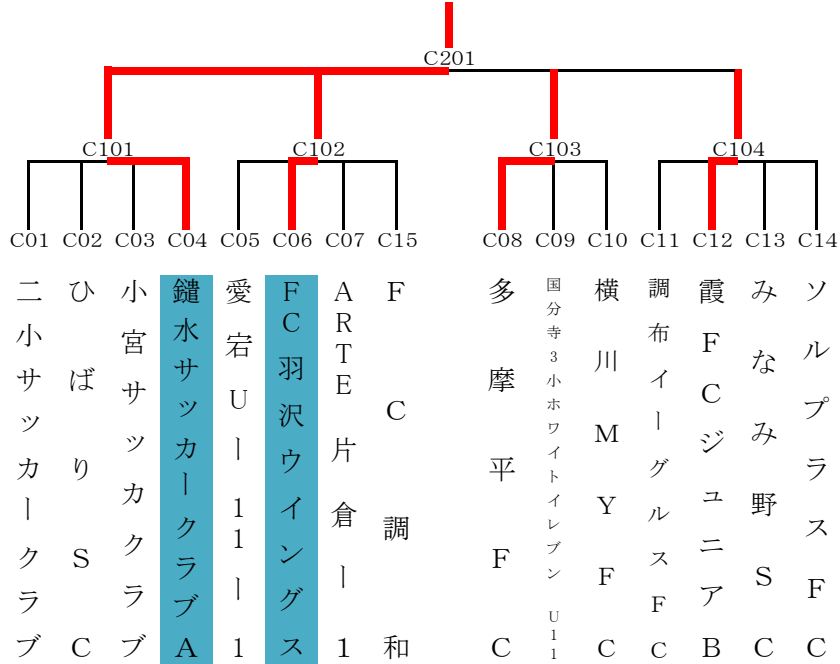 C201
C101
C102
C103
C104
C01
C02
C03
C04
C05
C06
C07
C15
C08
C09
C10
C11
C12
C13
C14
二小サッカークラブ
ひばりSC
小宮サッカクラブ
鑓水サッカークラブA
愛宕Uー11ー1
FC羽沢ウイングス
ARTE片倉ー1
FC調和
多摩平FC
国分寺3小ホワイトイレブン U11
横川MYFC
調布イーグルスFC
霞FCジュニアB
みなみ野SC
ソルプラスFC